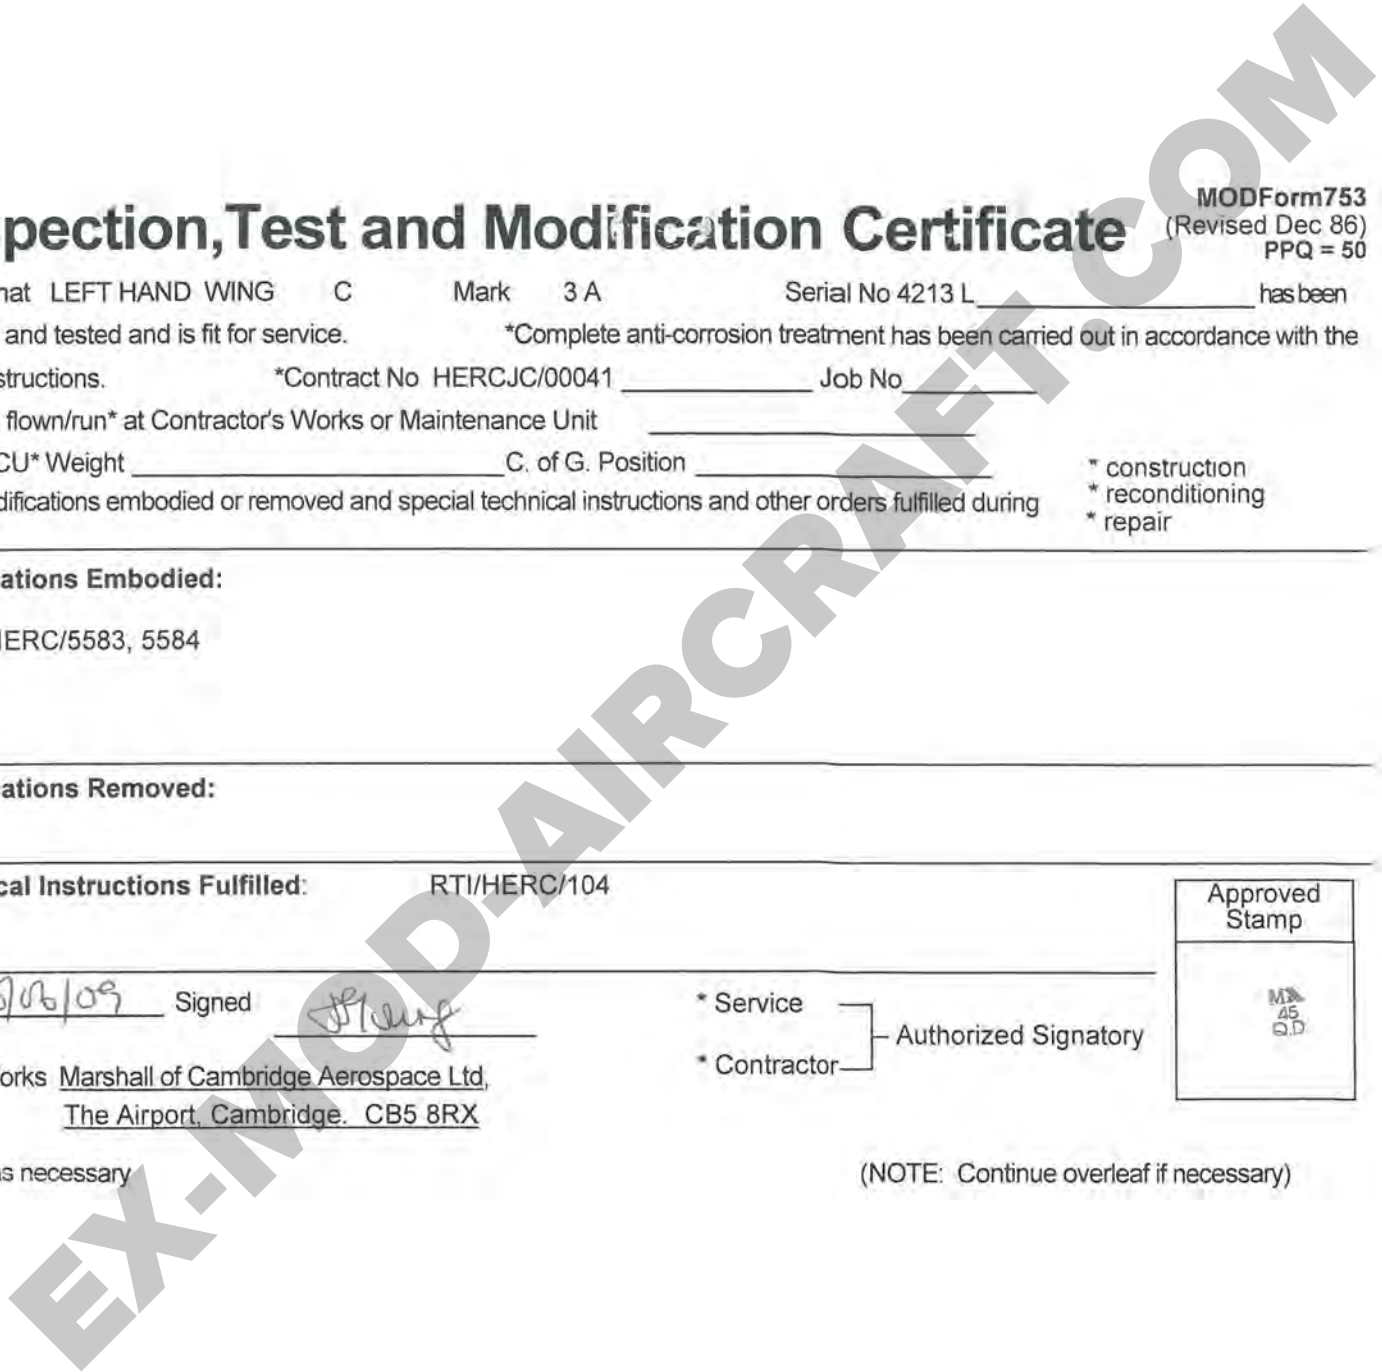 MODForm753
pection,Test and Modification Certificate (Revised Dec 86)
PPQ = 50
hat LEFT HAND WING C Mark 3 A Serial No 4213 L has been
and tested and is fit for service. *Complete anti-corrosion treatment has been carried out in accordance with the
structions. *Contract No HERCJC/00041 Job No
flown/run* at Contractor's Works or Maintenance Unit
CU* Weight C. of G. Position
* construction
* reconditioning
* repair
difications embodied or removed and special technical instructions and other orders fulfilled during
ations Embodied:
HERC/5583, 5584
ations Removed:
cal Instructions Fulfilled: RTI/HERC/104
Approved
Stamp
/06/09 Signed
* Service
* Contractor
Authorized Signatory
MA
45
Q.D
orks Marshall of Cambridge Aerospace Ltd,
The Airport, Cambridge. CB5 8RX
as necessary (NOTE: Continue overleaf if necessary)
EX-MOD-AIRCRAFT.COM